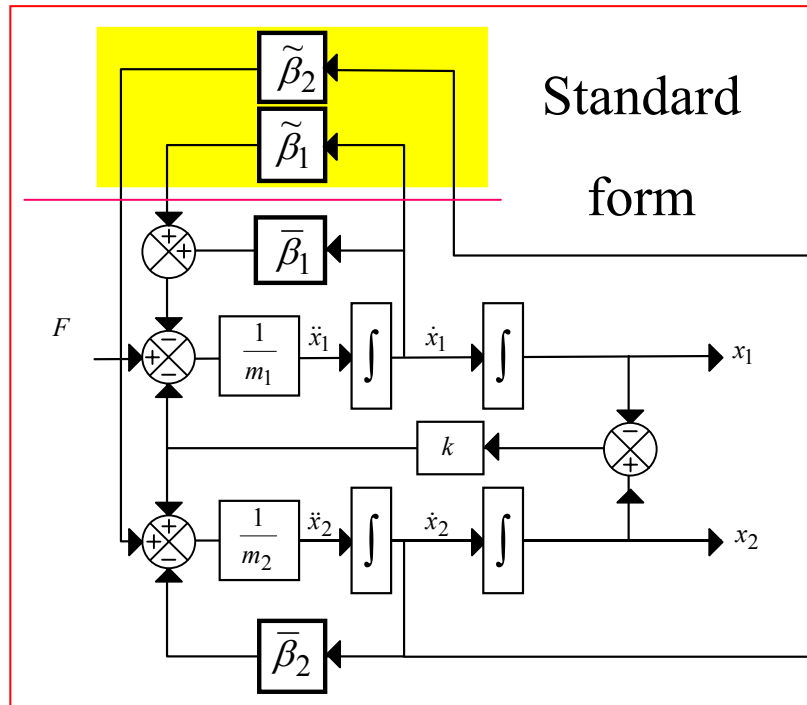 β̃₂
Standard
β̃₁
form
+ +
β̄₁
F
+ − −
1/m₁
ẍ₁
∫
ẋ₁
∫
x₁
−
+
k
+ + −
1/m₂
ẍ₂
∫
ẋ₂
∫
x₂
β̄₂